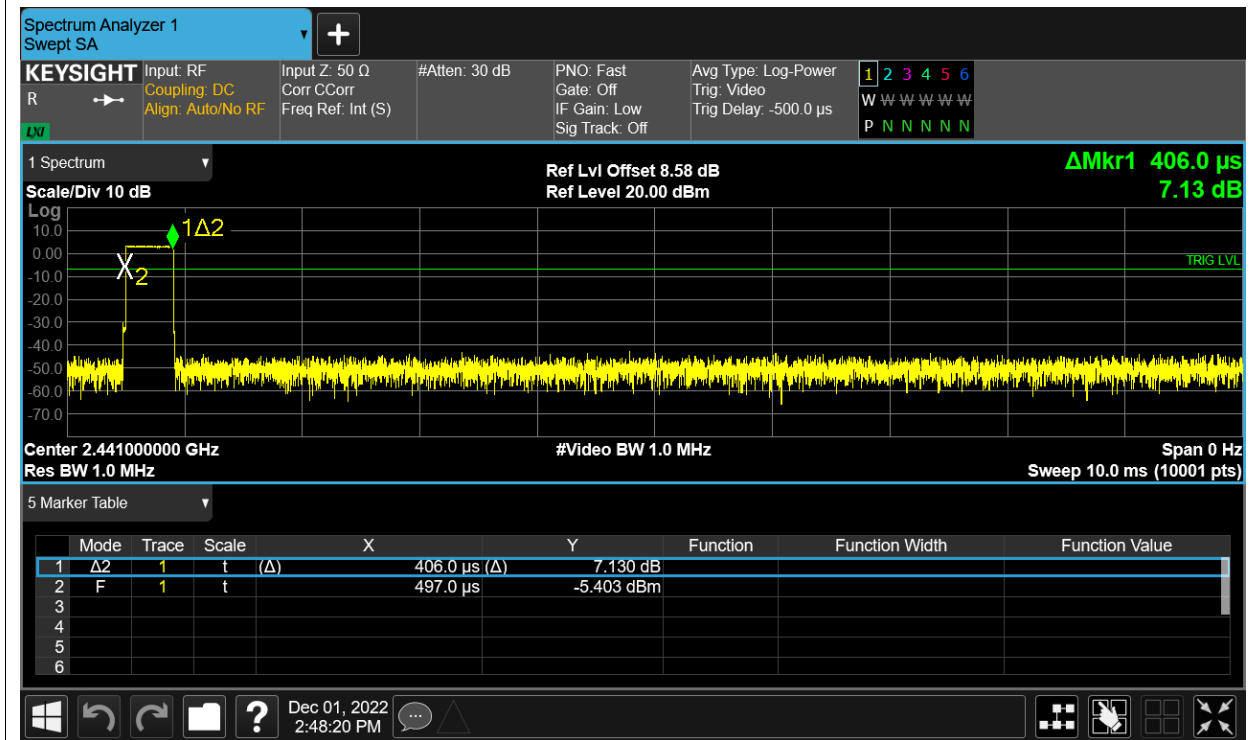 Spectrum Analyzer 1
Swept SA
KEYSIGHT Input: RF Input Z: 50 Ω #Atten: 30 dB PNO: Fast Avg Type: Log-Power 1 2 3 4 5 6
R Coupling: DC Corr CCorr Gate: Off Trig: Video W W W W W W
Align: Auto/No RF Freq Ref: Int (S) IF Gain: Low Trig Delay: -500.0 µs
LXI Sig Track: Off P N N N N N
1 Spectrum Ref Lvl Offset 8.58 dB ΔMkr1 406.0 µs
Scale/Div 10 dB Ref Level 20.00 dBm 7.13 dB
Log
10.0 1Δ2
0.00 TRIG LVL
-10.0 X 2
-20.0
-30.0
-40.0
-50.0
-60.0
-70.0
Center 2.441000000 GHz #Video BW 1.0 MHz Span 0 Hz
Res BW 1.0 MHz Sweep 10.0 ms (10001 pts)
5 Marker Table
Mode Trace Scale X Y Function Function Width Function Value
1 Δ2 1 t (Δ) 406.0 µs (Δ) 7.130 dB
2 F 1 t 497.0 µs -5.403 dBm
3
4
5
6
? Dec 01, 2022
2:48:20 PM